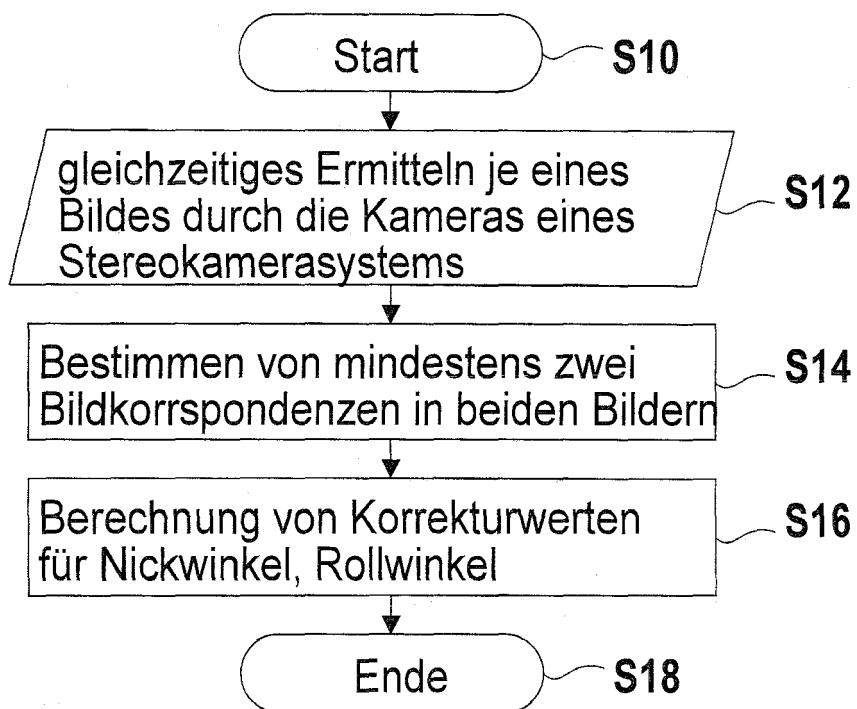 Start
S10
gleichzeitiges Ermitteln je eines
Bildes durch die Kameras eines
Stereokamerasystems
S12
Bestimmen von mindestens zwei
Bildkorrspondenzen in beiden Bildern
S14
Berechnung von Korrekturwerten
für Nickwinkel, Rollwinkel
S16
Ende
S18